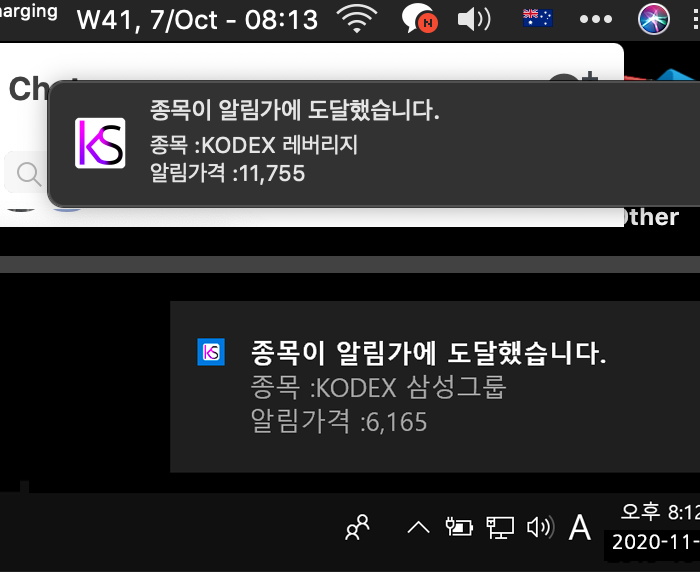 arging
W41, 7/Oct - 08:13
N
종목이 알림가에 도달했습니다.
종목 :KODEX 레버리지
알림가격 :11,755
ther
종목이 알림가에 도달했습니다.
종목 :KODEX 삼성그룹
알림가격 :6,165
A
오후 8:12
2020-11-